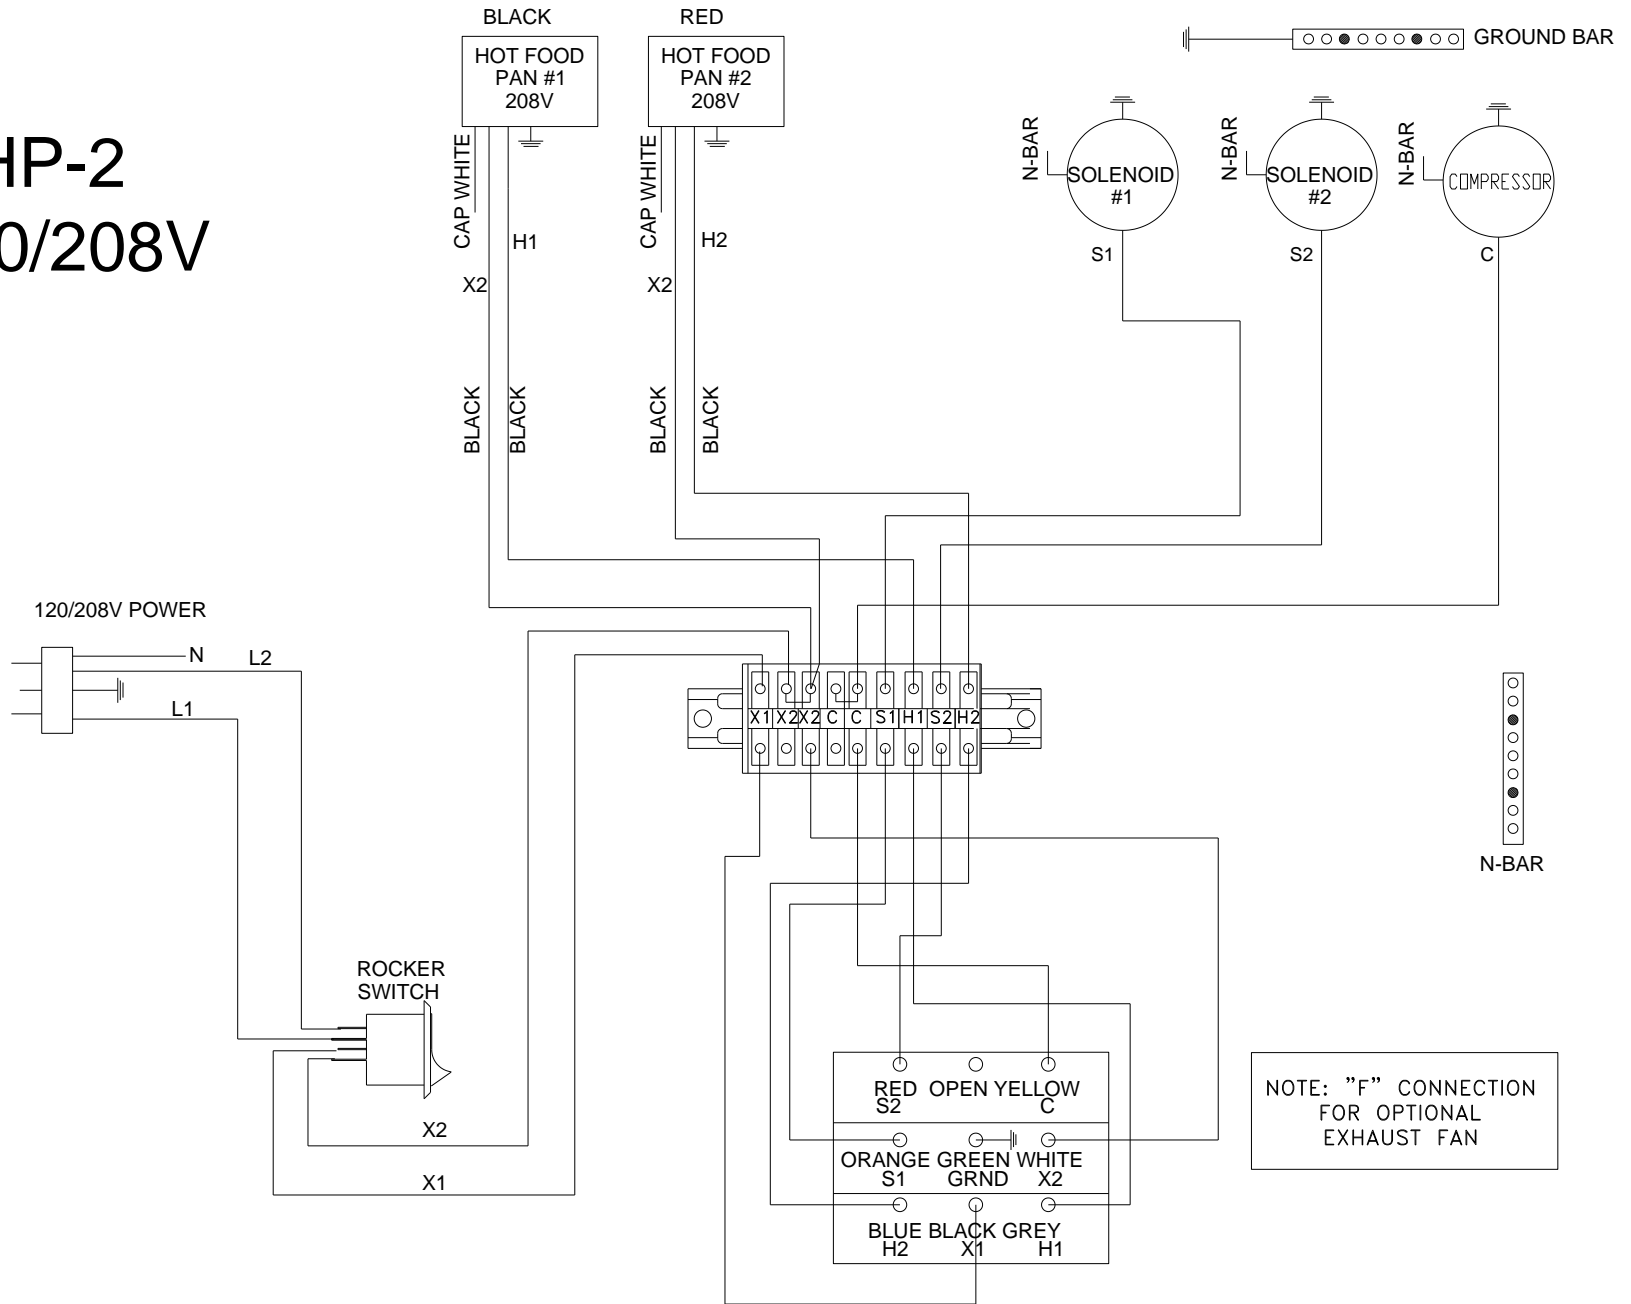 BLACK
RED
HOT FOOD
PAN #1
208V
HOT FOOD
PAN #2
208V
GROUND BAR
HP-2
0/208V
CAP WHITE
H1
X2
BLACK
BLACK
CAP WHITE
H2
X2
BLACK
BLACK
N-BAR
SOLENOID
#1
S1
N-BAR
SOLENOID
#2
S2
N-BAR
COMPRESSOR
C
120/208V POWER
N
L2
L1
X1 X2 X2 C C S1 H1 S2 H2
N-BAR
ROCKER
SWITCH
X2
X1
RED OPEN YELLOW
S2 C
ORANGE GREEN WHITE
S1 GRND X2
BLUE BLACK GREY
H2 X1 H1
NOTE: "F" CONNECTION
FOR OPTIONAL
EXHAUST FAN